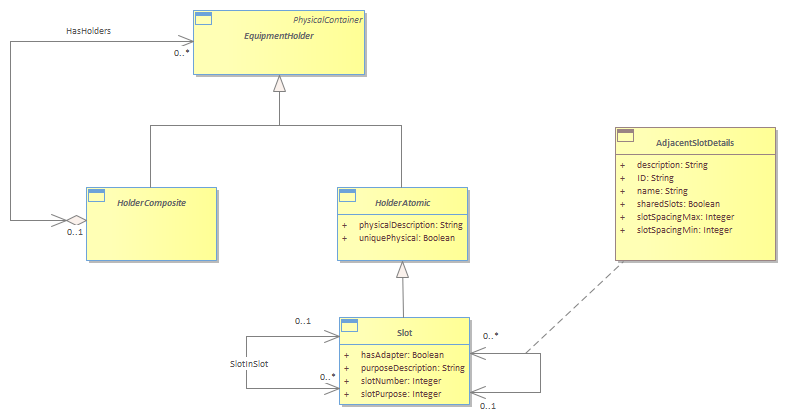 PhysicalContainer
EquipmentHolder
HasHolders
0..*
AdjacentSlotDetails
+ description: String
+ ID: String
+ name: String
+ sharedSlots: Boolean
+ slotSpacingMax: Integer
+ slotSpacingMin: Integer
HolderComposite
0..1
HolderAtomic
+ physicalDescription: String
+ uniquePhysical: Boolean
Slot
+ hasAdapter: Boolean
+ purposeDescription: String
+ slotNumber: Integer
+ slotPurpose: Integer
0..1
SlotInSlot
0..*
0..*
0..1